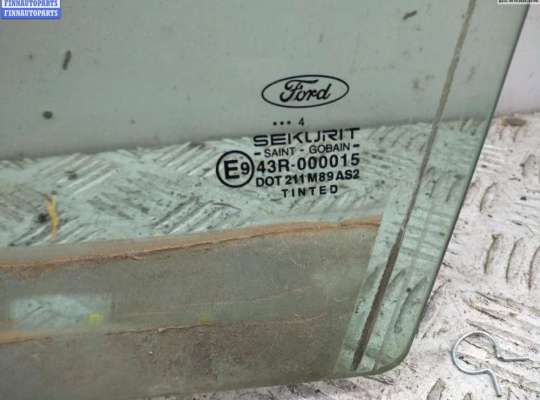 FINNAUTOPARTS
FINNAUTOPARTS
Ford
••• 4
SEKURIT
SAINT - GOBAIN
E9 43R-000015
DOT 211 M89 AS2
TINTED